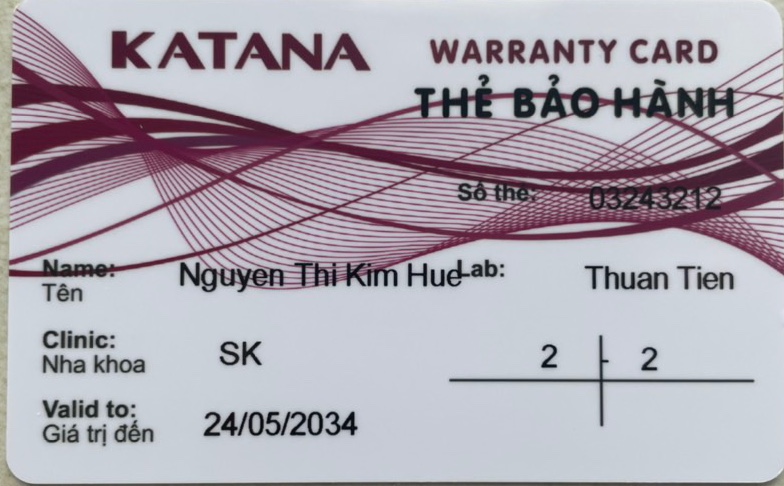 KATANA
WARRANTY CARD
THẺ BẢO HÀNH
Số thẻ: 03243212
Name: Nguyen Thi Kim Hue Lab: Thuan Tien
Tên
Clinic: SK
Nha khoa
2 - 2
Valid to: 24/05/2034
Giá trị đến